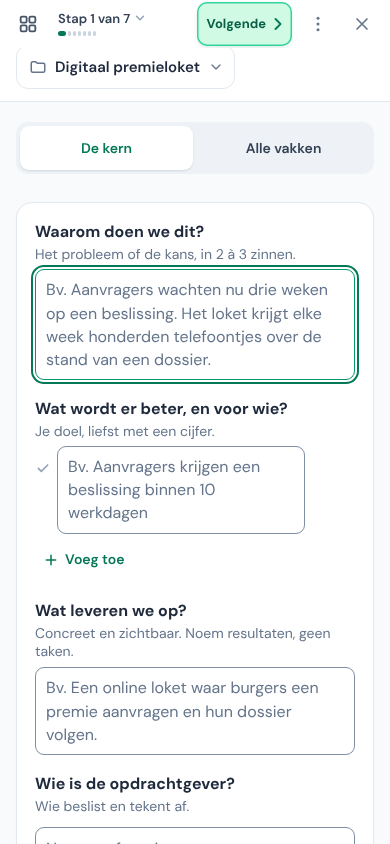 Stap 1 van 7
Volgende
Digitaal premieloket
De kern
Alle vakken
Waarom doen we dit?
Het probleem of de kans, in 2 à 3 zinnen.
Bv. Aanvragers wachten nu drie weken
op een beslissing. Het loket krijgt elke
week honderden telefoontjes over de
stand van een dossier.
Wat wordt er beter, en voor wie?
Je doel, liefst met een cijfer.
Bv. Aanvragers krijgen een
beslissing binnen 10
werkdagen
Voeg toe
Wat leveren we op?
Concreet en zichtbaar. Noem resultaten, geen
taken.
Bv. Een online loket waar burgers een
premie aanvragen en hun dossier
volgen.
Wie is de opdrachtgever?
Wie beslist en tekent af.